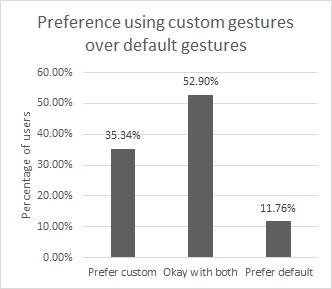 Preference using custom gestures
over default gestures
Percentage of users
60.00%
50.00%
40.00%
30.00%
20.00%
10.00%
0.00%
35.34%
52.90%
11.76%
Prefer custom
Okay with both
Prefer default